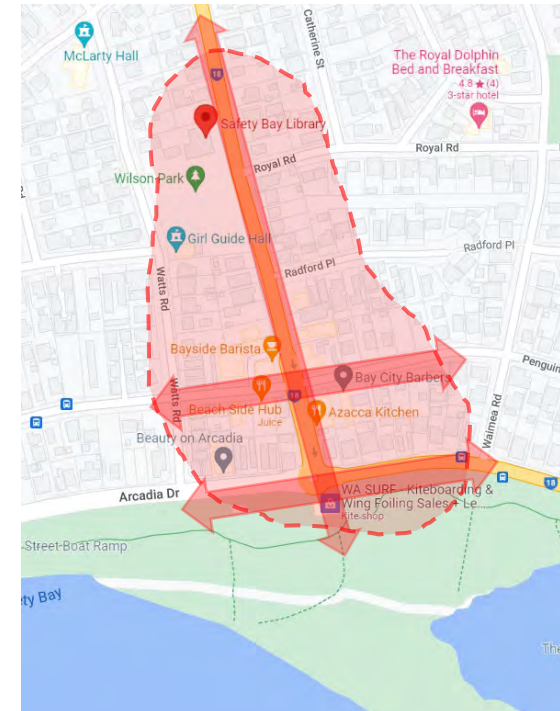 McLarty Hall
Catherine St
The Royal Dolphin
Bed and Breakfast
4.8 ★ (4)
3-star hotel
18
Safety Bay Library
Royal Rd
Royal Rd
Wilson Park
Girl Guide Hall
Radford Pl
Radford Pl
Watts Rd
Bayside Barista
Penguin
Bay City Barbers
Watts Rd
18
Beach Side Hub
Juice
Azacca Kitchen
Waimea Rd
Beauty on Arcadia
18
Arcadia Dr
WA SURF - Kiteboarding &
Wing Foiling Sales + Le...
Kite shop
Street Boat Ramp
ty Bay
The